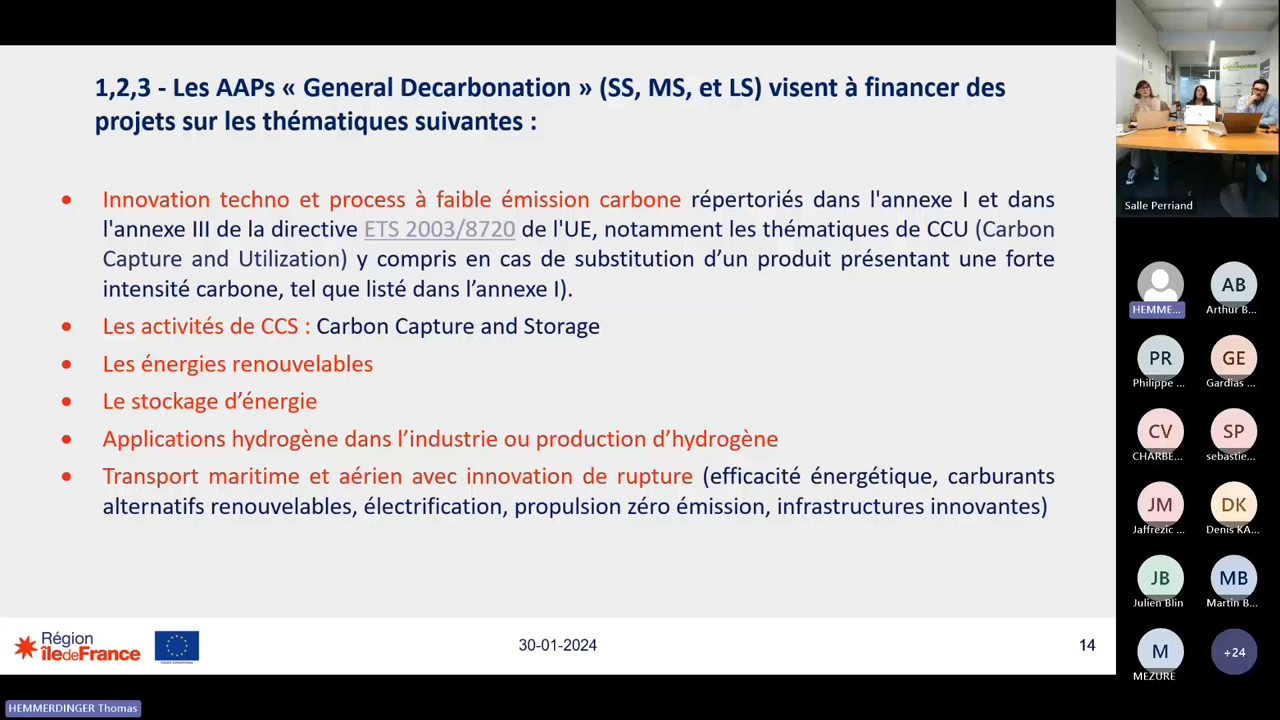 1,2,3 - Les AAPs « General Decarbonation » (SS, MS, et LS) visent à financer des
projets sur les thématiques suivantes :
• Innovation techno et process à faible émission carbone répertoriés dans l'annexe I et dans
l'annexe III de la directive ETS 2003/8720 de l'UE, notamment les thématiques de CCU (Carbon
Capture and Utilization) y compris en cas de substitution d’un produit présentant une forte
intensité carbone, tel que listé dans l’annexe I).
• Les activités de CCS : Carbon Capture and Storage
• Les énergies renouvelables
• Le stockage d’énergie
• Applications hydrogène dans l’industrie ou production d’hydrogène
• Transport maritime et aérien avec innovation de rupture (efficacité énergétique, carburants
alternatifs renouvelables, électrification, propulsion zéro émission, infrastructures innovantes)
Région
îledeFrance
30-01-2024
14
HEMMERDINGER Thomas
Salle Perriand
HEMME...
AB
Arthur B...
PR
Philippe ...
GE
Gardias ...
CV
CHARBE...
SP
sebastie...
JM
Jaffrezic ...
DK
Denis KA...
JB
Julien Blin
MB
Martin B...
M
MEZURE
+24